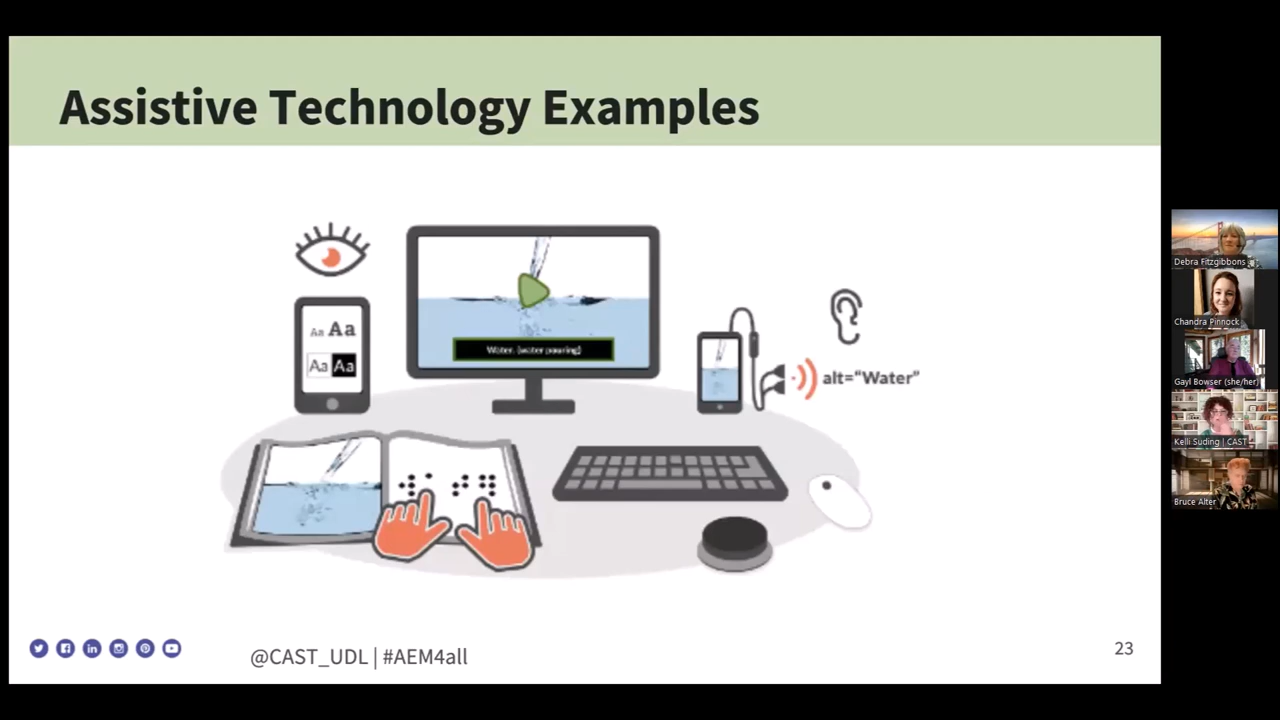 Assistive Technology Examples
Aa Aa
Aa Aa
Water. (water pouring)
alt="Water"
@CAST_UDL | #AEM4all
23
Debra Fitzgibbons
Chandra Pinnock
Gayl Bowser (she/her)
Kelli Suding | CAST
Bruce Alter